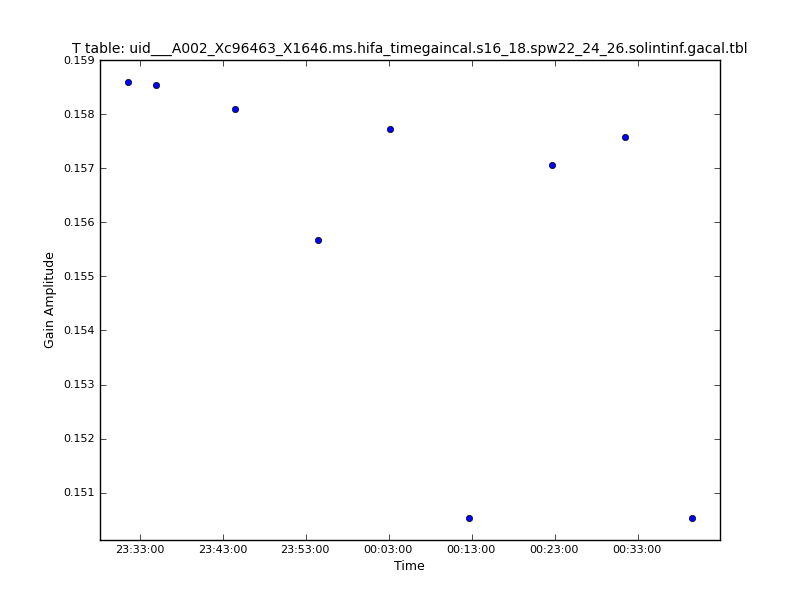 T table: uid___A002_Xc96463_X1646.ms.hifa_timegaincal.s16_18.spw22_24_26.solintinf.gacal.tbl
0.159
0.158
0.157
0.156
0.155
0.154
0.153
0.152
0.151
Gain Amplitude
23:33:00 23:43:00 23:53:00 00:03:00 00:13:00 00:23:00 00:33:00
Time